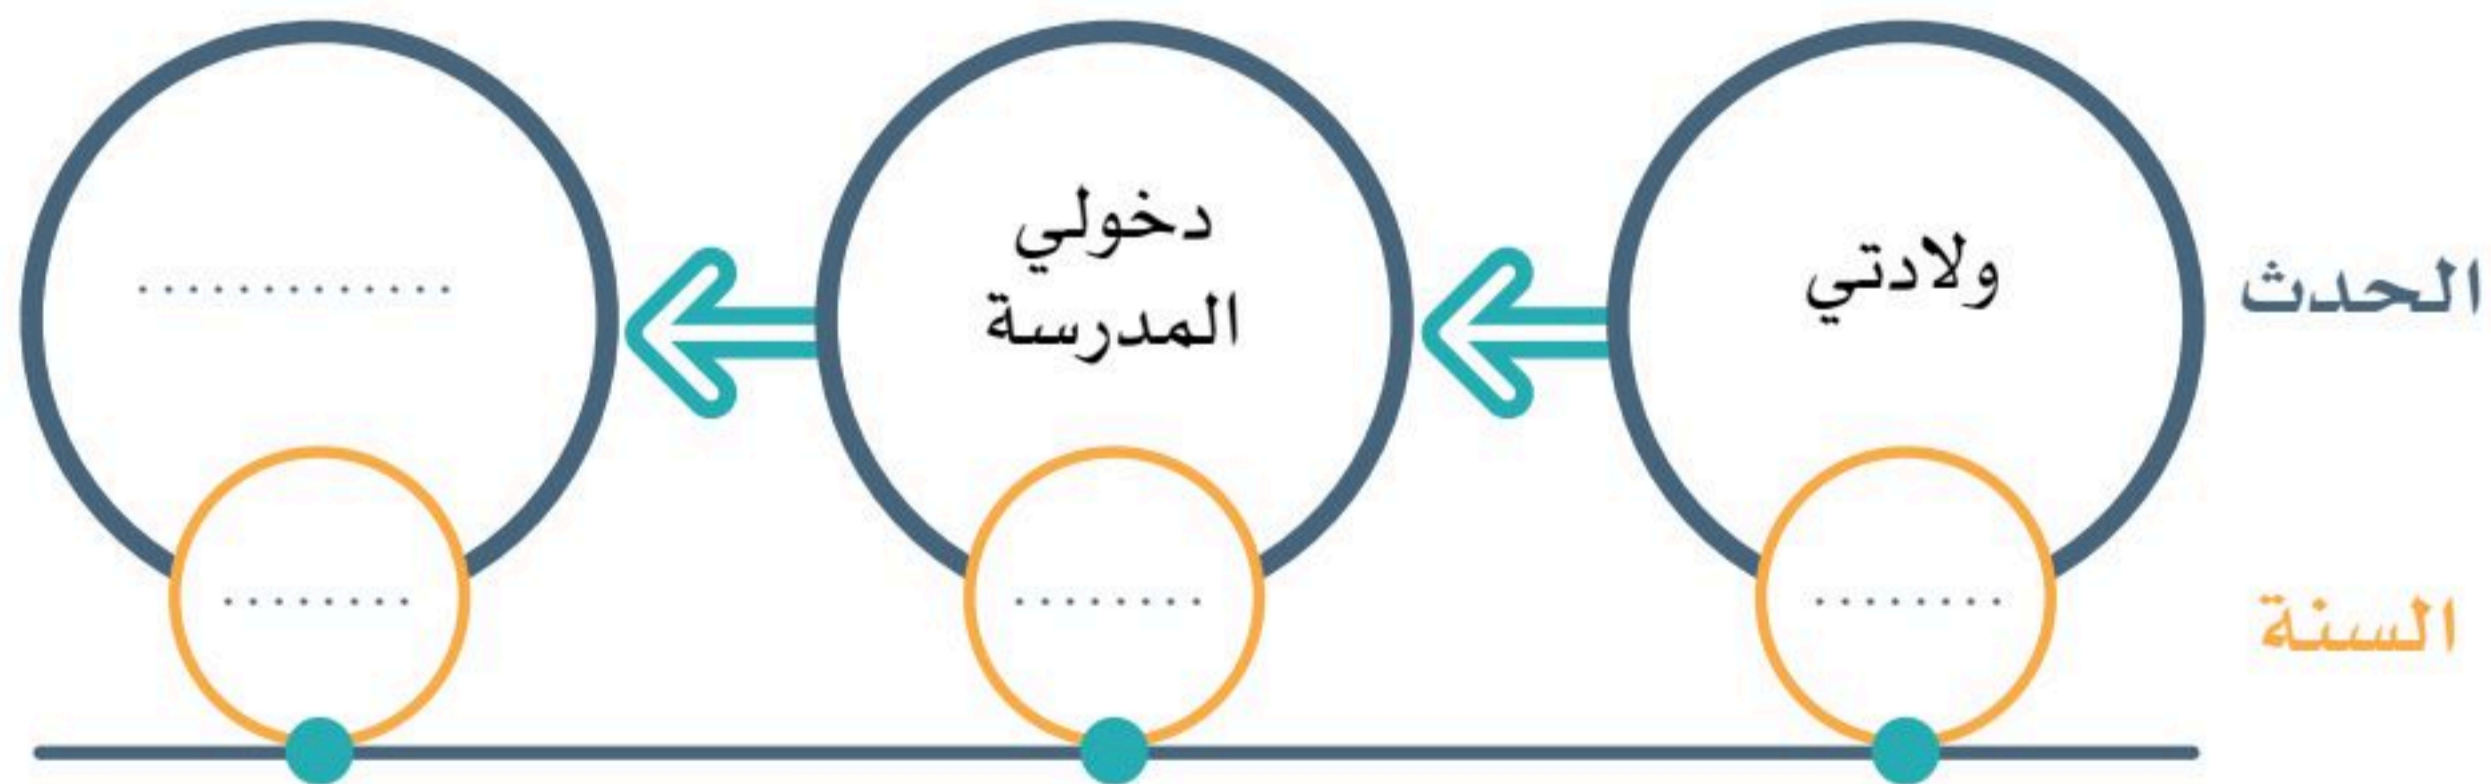 الحدث
ولادتي
دخولي
المدرسة
.............
السنة
........
........
........